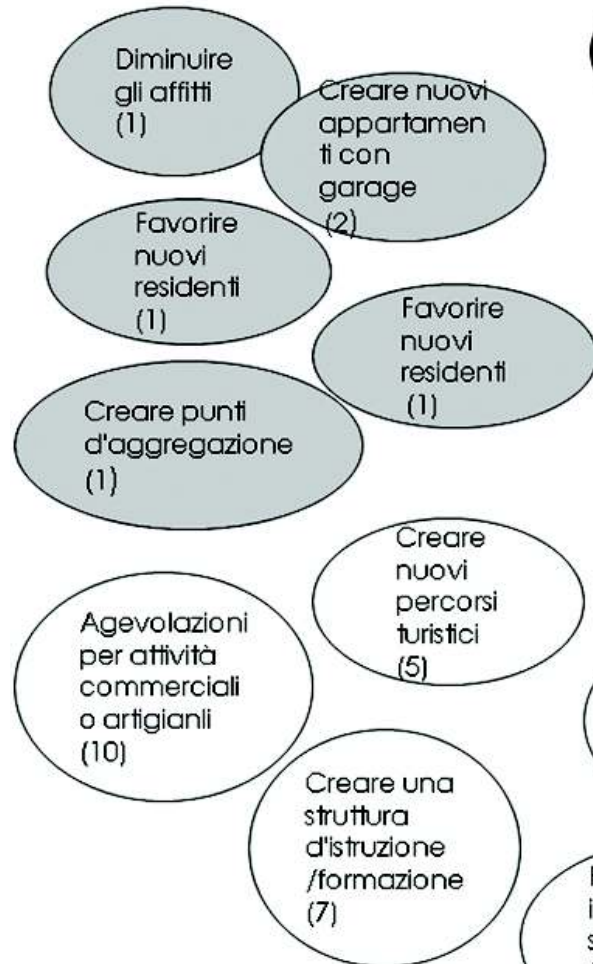 Diminuire
gli affitti
(1)
Creare nuovi
appartamen
ti con
garage
(2)
Favorire
nuovi
residenti
(1)
Favorire
nuovi
residenti
(1)
Creare punti
d'aggregazione
(1)
Creare
nuovi
percorsi
turistici
(5)
Agevolazioni
per attività
commerciali
o artigianli
(10)
Creare una
struttura
d'istruzione
/formazione
(7)